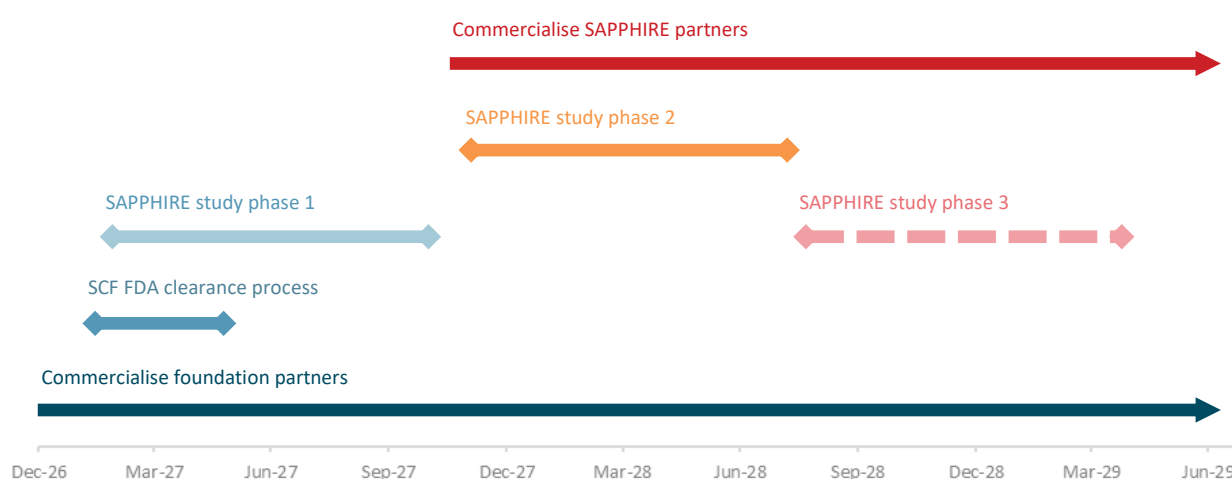 Commercialise SAPPHIRE partners
SAPPHIRE study phase 2
SAPPHIRE study phase 1
SAPPHIRE study phase 3
SCF FDA clearance process
Commercialise foundation partners
Dec-26 Mar-27 Jun-27 Sep-27 Dec-27 Mar-28 Jun-28 Sep-28 Dec-28 Mar-29 Jun-29